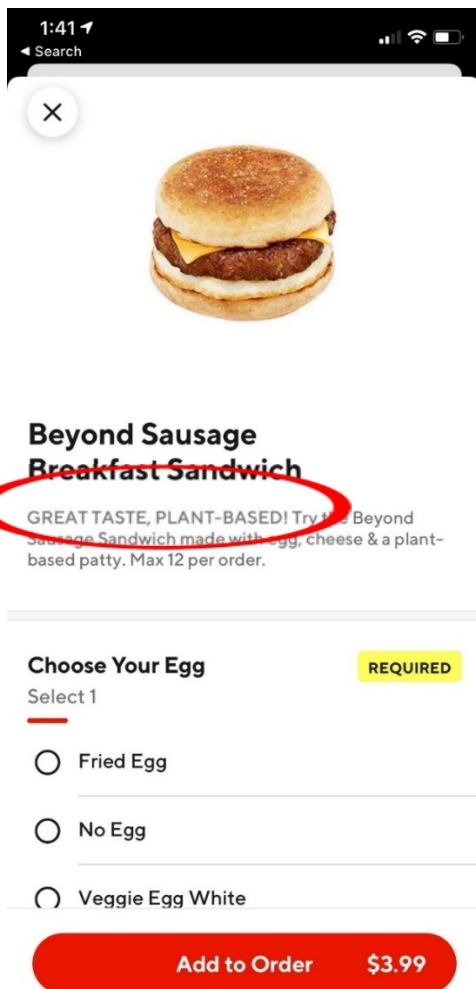 1:41
Search
Beyond Sausage
Breakfast Sandwich
GREAT TASTE, PLANT-BASED! Try the Beyond
Sausage Sandwich made with egg, cheese & a plant-
based patty. Max 12 per order.
Choose Your Egg
REQUIRED
Select 1
Fried Egg
No Egg
Veggie Egg White
Add to Order $3.99